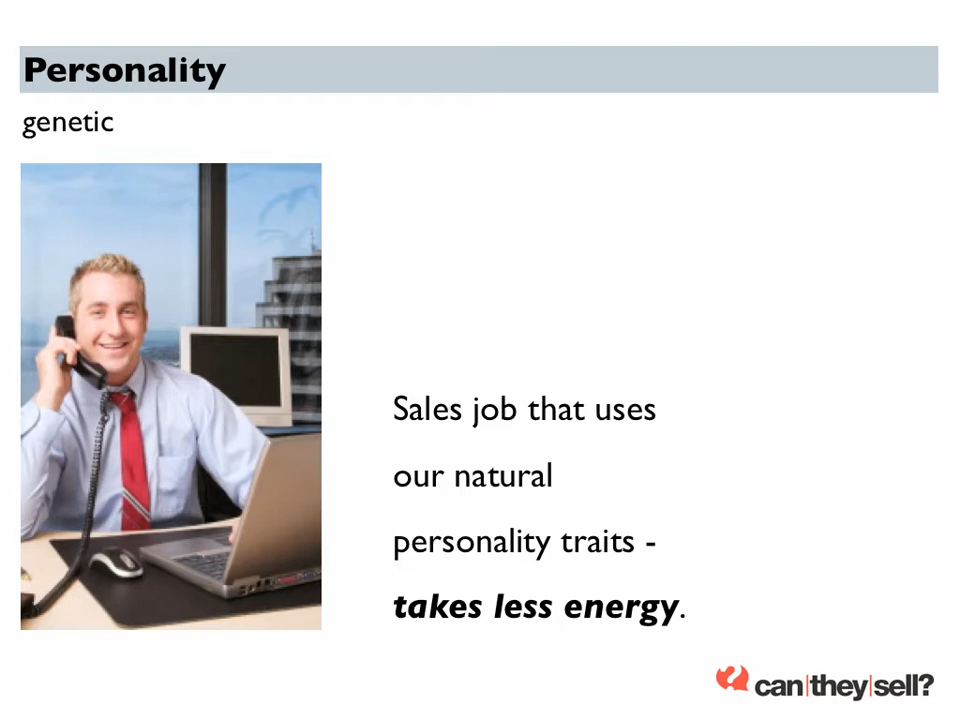 Personality
genetic
Sales job that uses
our natural
personality traits -
takes less energy.
can|they|sell?